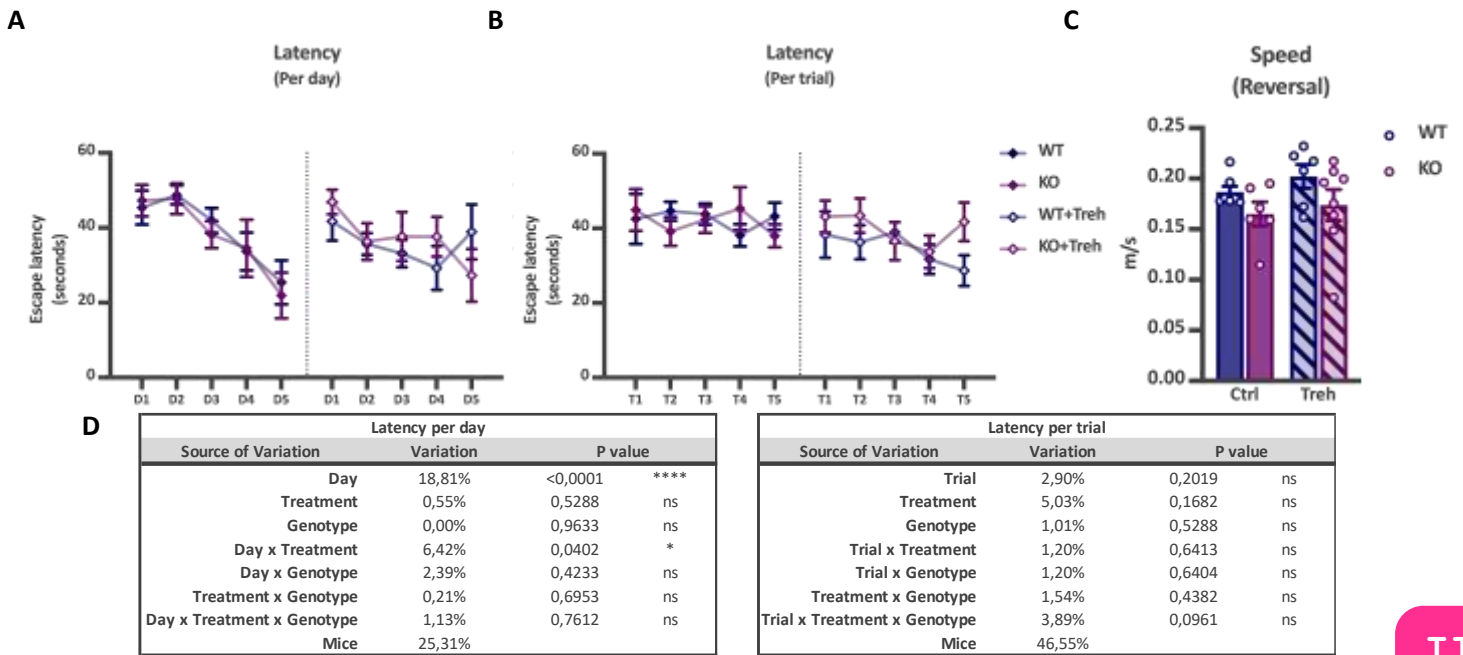 A
B
C
Latency
(Per day)
Latency
(Per trial)
Speed
(Reversal)
Escape latency
(seconds)
60
40
20
0
D1 D2 D3 D4 D5 D1 D2 D3 D4 D5
Escape latency
(seconds)
60
40
20
0
T1 T2 T3 T4 T5 T1 T2 T3 T4 T5
WT
KO
WT+Treh
KO+Treh
m/s
0.25
0.20
0.15
0.10
0.05
0.00
Ctrl Treh
WT
KO
D
Latency per day
Source of Variation Variation P value
Day 18,81% <0,0001 ****
Treatment 0,55% 0,5288 ns
Genotype 0,00% 0,9633 ns
Day x Treatment 6,42% 0,0402 *
Day x Genotype 2,39% 0,4233 ns
Treatment x Genotype 0,21% 0,6953 ns
Day x Treatment x Genotype 1,13% 0,7612 ns
Mice 25,31%
Latency per trial
Source of Variation Variation P value
Trial 2,90% 0,2019 ns
Treatment 5,03% 0,1682 ns
Genotype 1,01% 0,5288 ns
Trial x Treatment 1,20% 0,6413 ns
Trial x Genotype 1,20% 0,6404 ns
Treatment x Genotype 1,54% 0,4382 ns
Trial x Treatment x Genotype 3,89% 0,0961 ns
Mice 46,55%